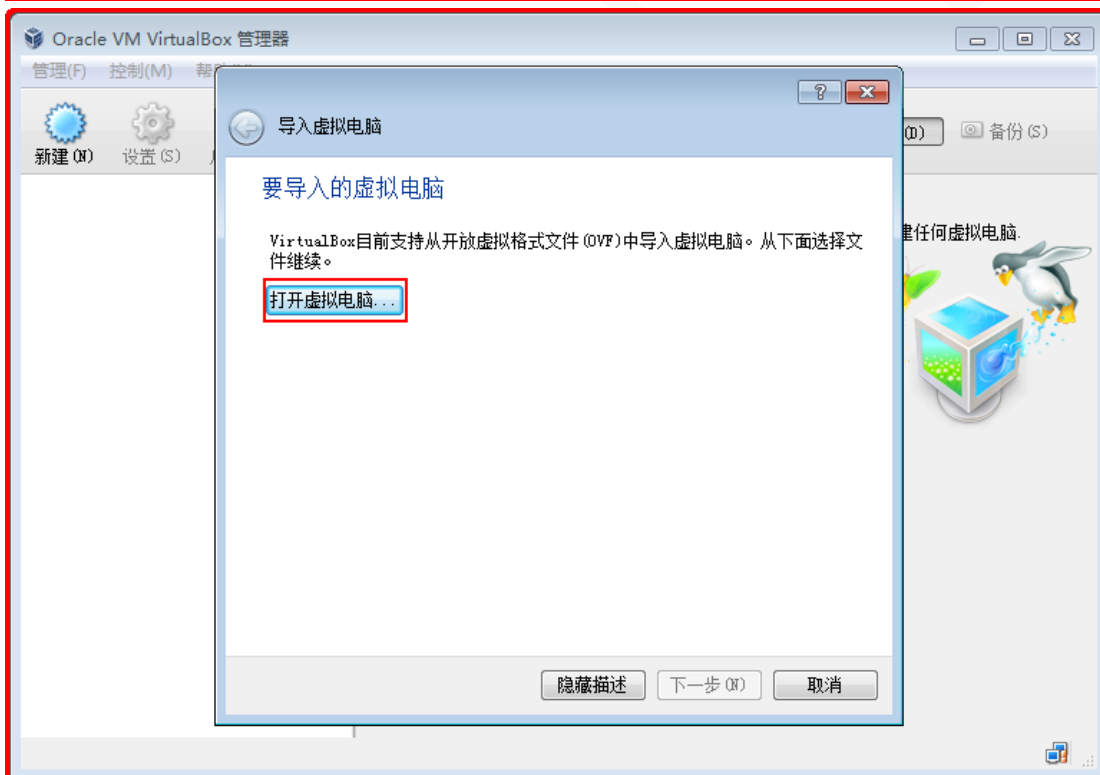 Oracle VM VirtualBox 管理器
管理(F) 控制(M)
导入虚拟电脑
新建(N) 设置(S) 备份(S)
要导入的虚拟电脑
VirtualBox目前支持从开放虚拟格式文件(OVF)中导入虚拟电脑。从下面选择文
件继续。
建任何虚拟电脑.
打开虚拟电脑...
隐藏描述 下一步(N) 取消